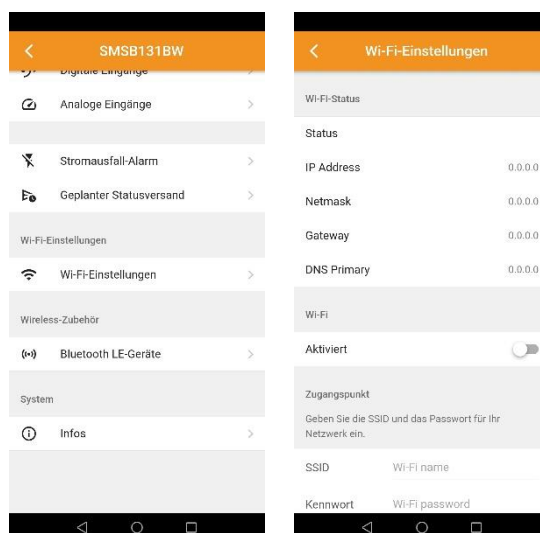 SMSB131BW
Digitale Eingänge
Analoge Eingänge
Stromausfall-Alarm
Geplanter Statusversand
Wi-Fi-Einstellungen
Wi-Fi-Einstellungen
Wireless-Zubehör
Bluetooth LE-Geräte
System
Infos
Wi-Fi-Einstellungen
Wi-Fi-Status
Status
IP Address 0.0.0.0
Netmask 0.0.0.0
Gateway 0.0.0.0
DNS Primary 0.0.0.0
Wi-Fi
Aktiviert
Zugangspunkt
Geben Sie die SSID und das Passwort für Ihr
Netzwerk ein.
SSID Wi-Fi name
Kennwort Wi-Fi password